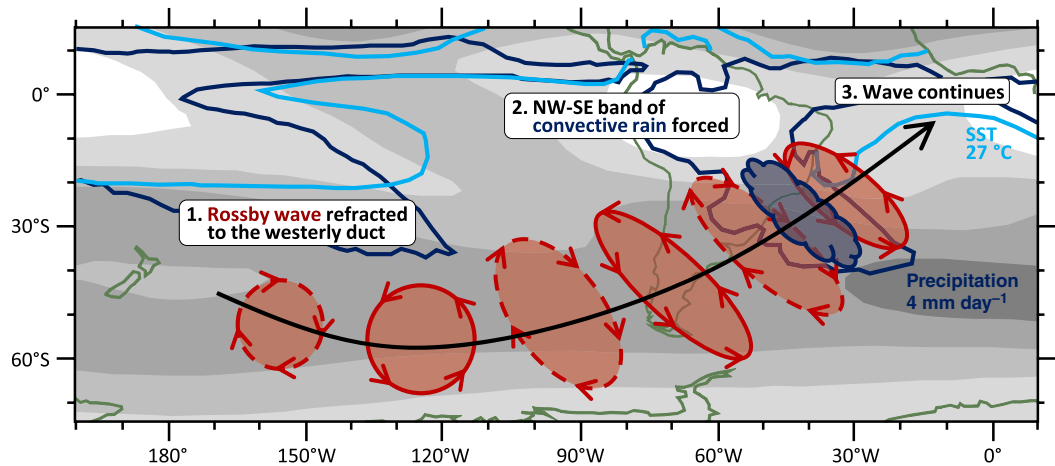 0°
30°S
60°S
1. Rossby wave refracted
to the westerly duct
2. NW-SE band of
convective rain forced
3. Wave continues
SST
27 °C
Precipitation
4 mm day–1
180°
150°W
120°W
90°W
60°W
30°W
0°